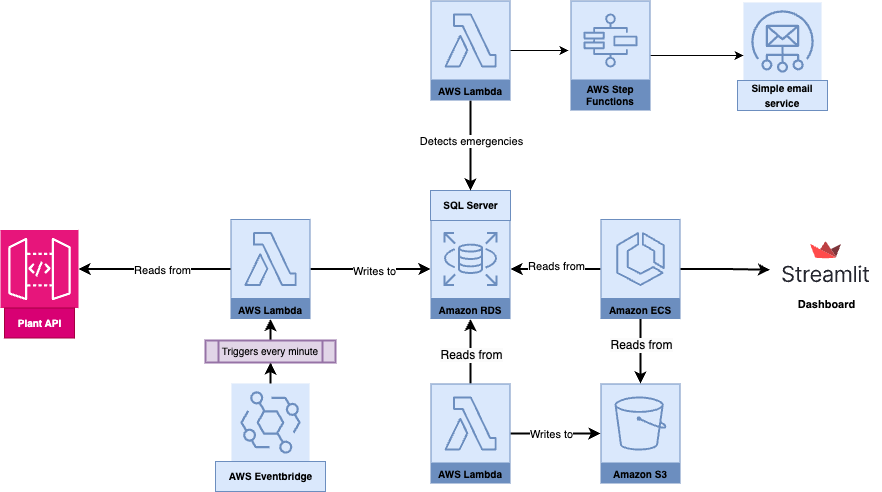 AWS Lambda
AWS Step
Functions
Simple email
service
Detects emergencies
SQL Server
Amazon RDS
Plant API
Reads from
AWS Lambda
Writes to
Reads from
Amazon ECS
Streamlit
Dashboard
Triggers every minute
AWS Eventbridge
Reads from
Reads from
AWS Lambda
Writes to
Amazon S3